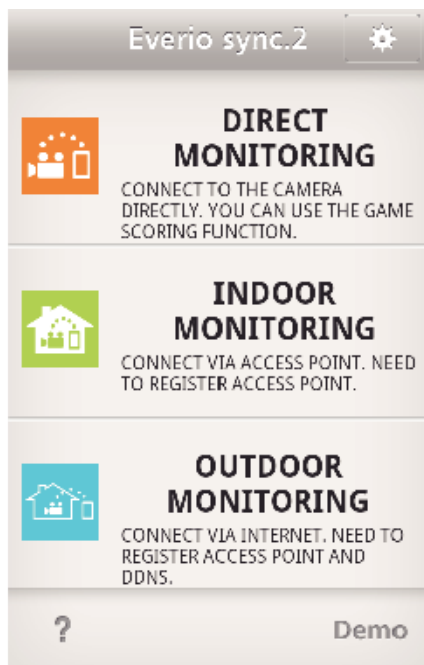 Everio sync.2
DIRECT
MONITORING
CONNECT TO THE CAMERA
DIRECTLY. YOU CAN USE THE GAME
SCORING FUNCTION.
INDOOR
MONITORING
CONNECT VIA ACCESS POINT. NEED
TO REGISTER ACCESS POINT.
OUTDOOR
MONITORING
CONNECT VIA INTERNET. NEED TO
REGISTER ACCESS POINT AND
DDNS.
? Demo